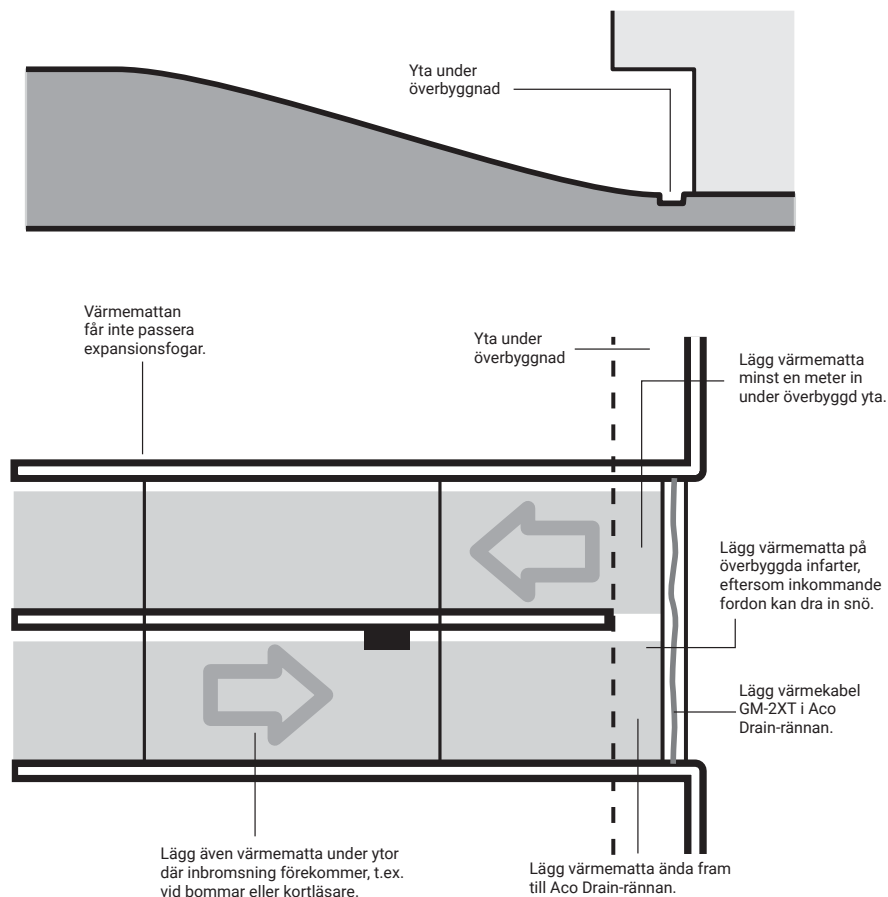 Yta under
överbyggnad
Värmemattan
får inte passera
expansionsfogar.
Yta under
överbyggnad
Lägg värmematta
minst en meter in
under överbyggd yta.
Lägg värmematta på
överbyggda infarter,
eftersom inkommande
fordon kan dra in snö.
Lägg värmekabel
GM-2XT i Aco
Drain-rännan.
Lägg även värmematta under ytor
där inbromsning förekommer, t.ex.
vid bommar eller kortläsare.
Lägg värmematta ända fram
till Aco Drain-rännan.